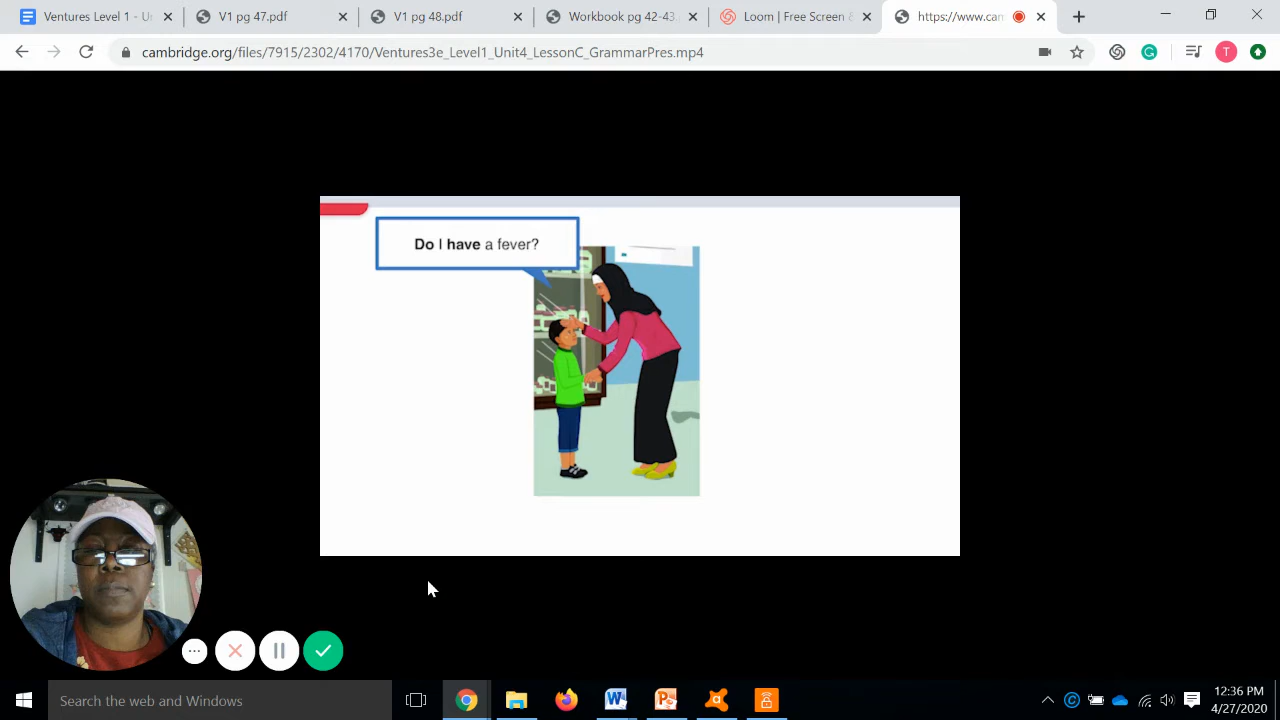 Ventures Level 1 - U
V1 pg 47.pdf
V1 pg 48.pdf
Workbook pg 42-43.
Loom | Free Screen &
https://www.cam
cambridge.org/files/7915/2302/4170/Ventures3e_Level1_Unit4_LessonC_GrammarPres.mp4
T
Do I have a fever?
Search the web and Windows
12:36 PM
4/27/2020